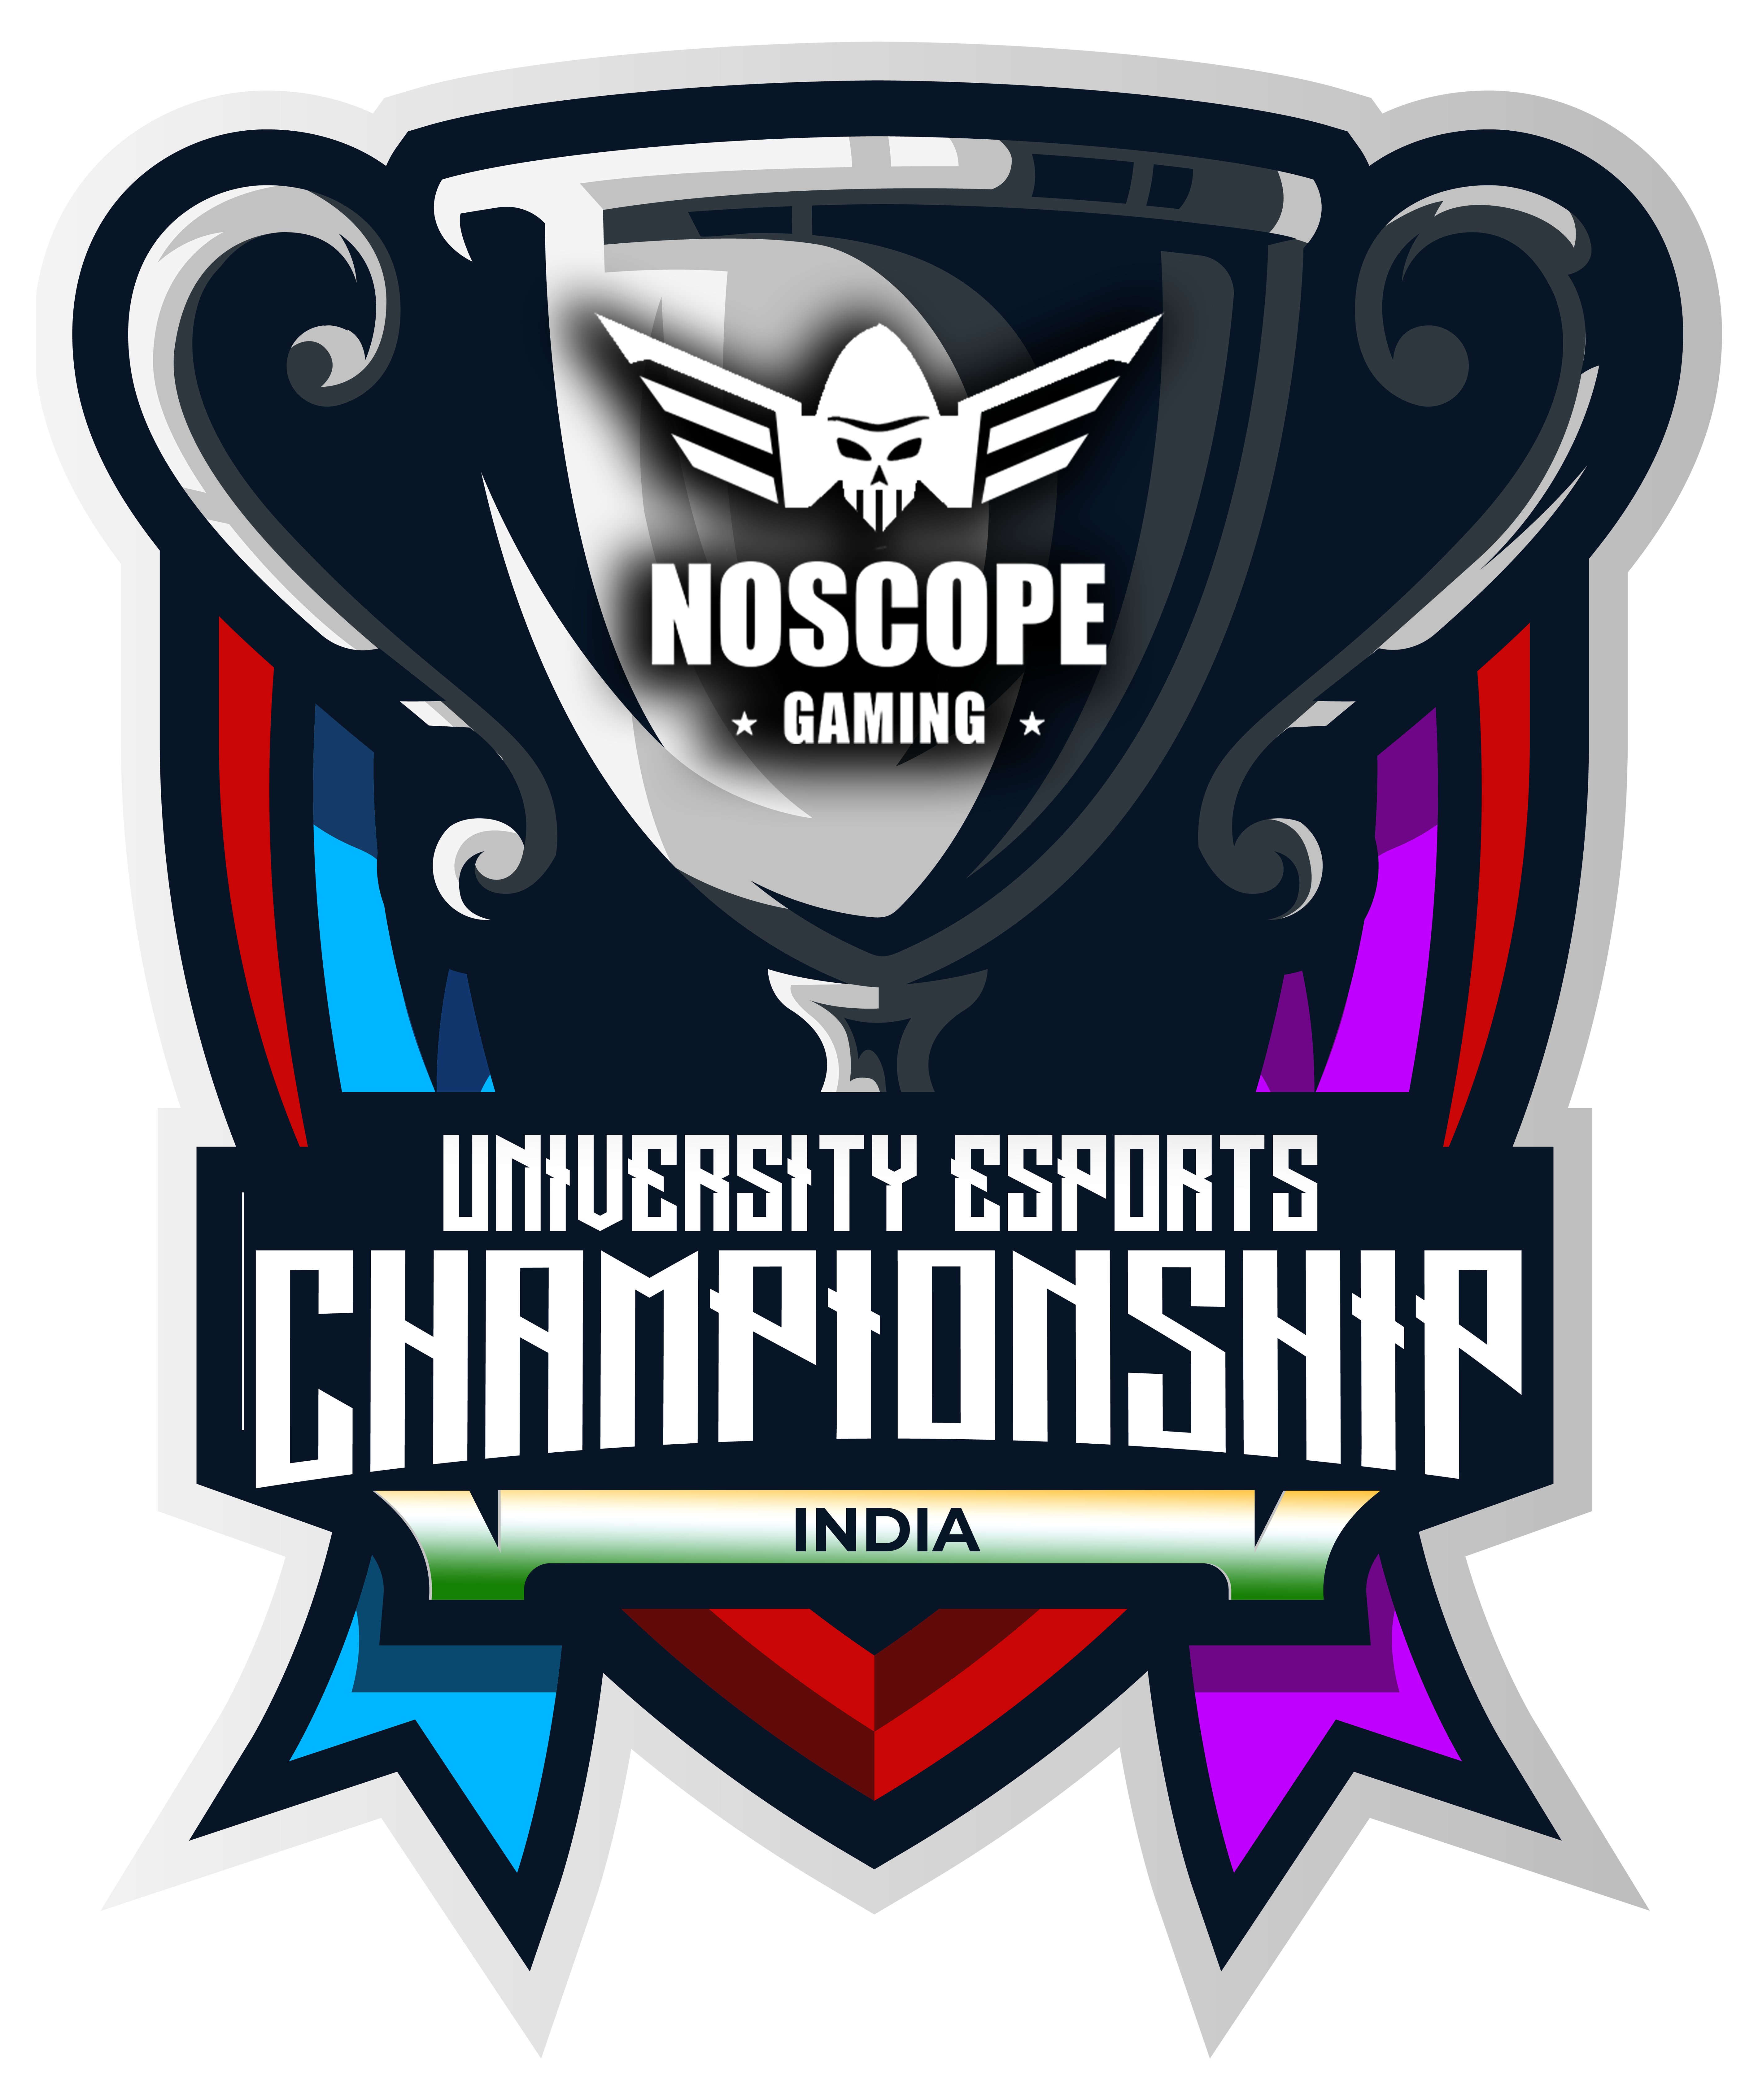 NOSCOPE
GAMING
UNIVERSITY ESPORTS
CHAMPIONSHIP
INDIA